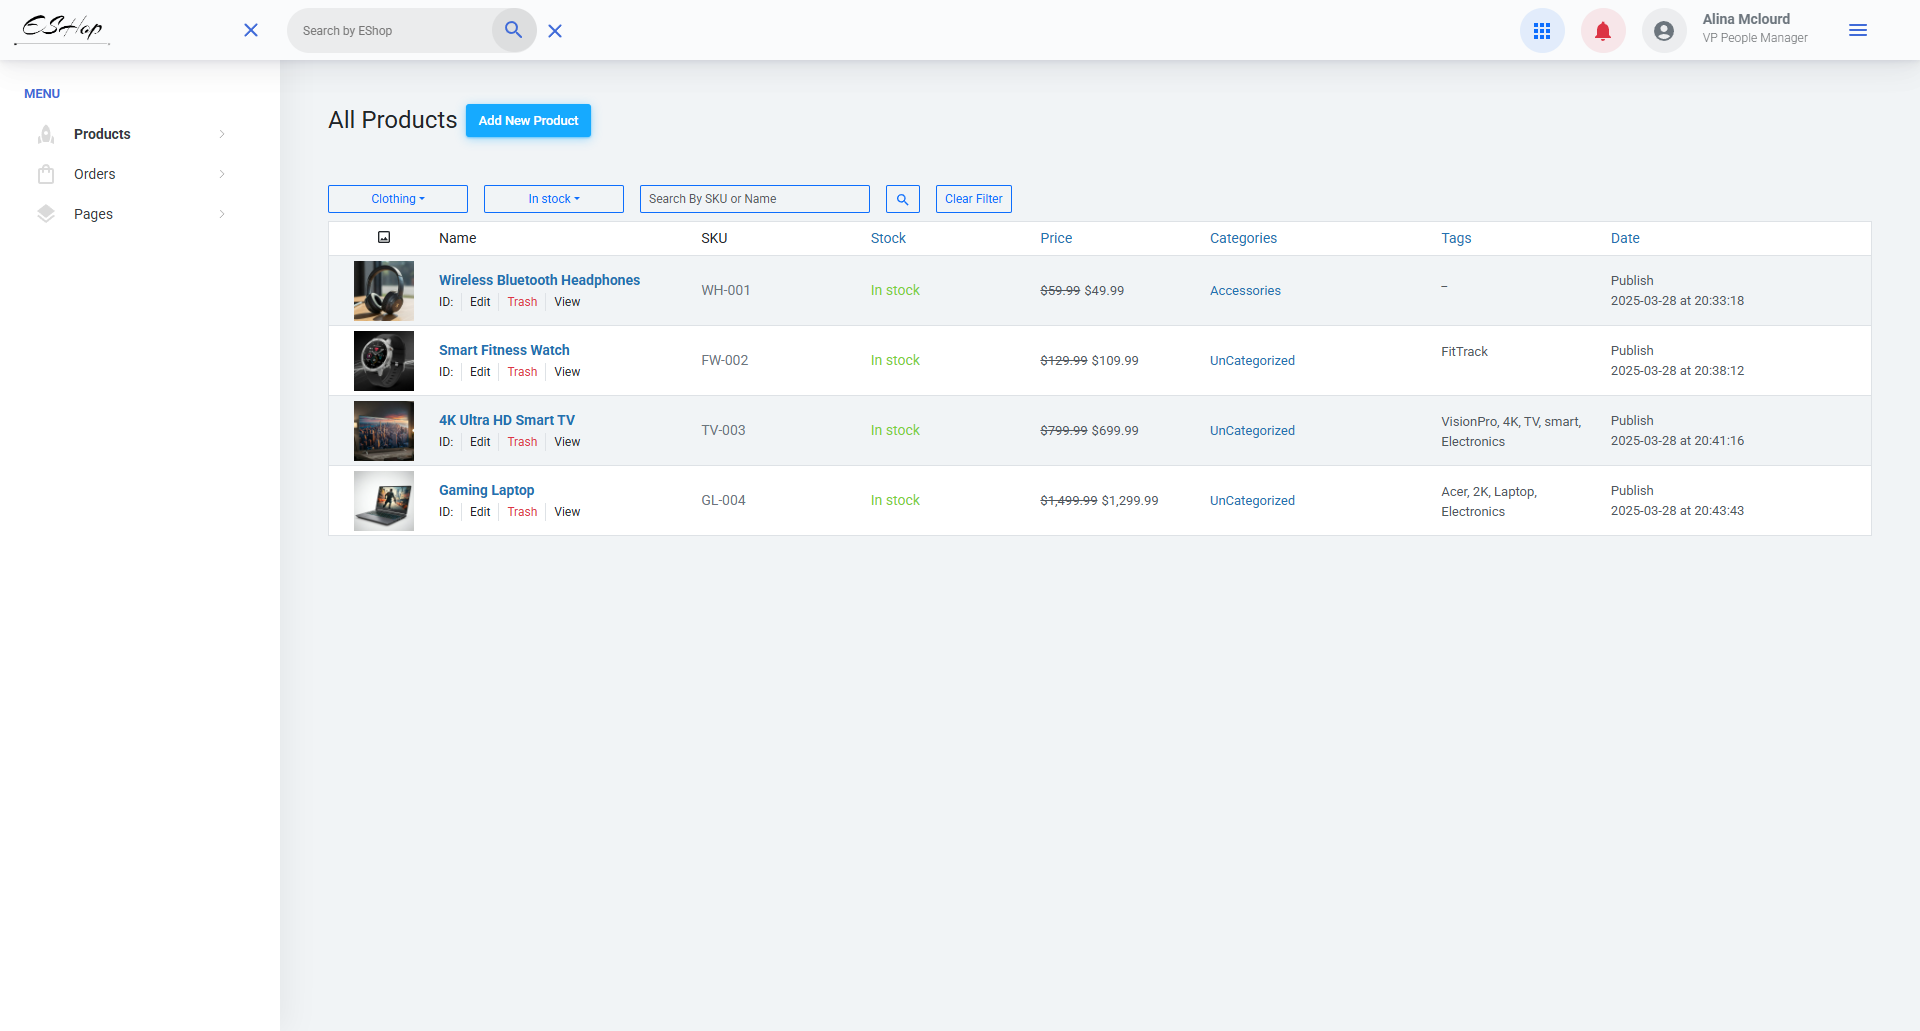 ESHop
Search by EShop
Alina Mclourd
VP People Manager
MENU
Products
Orders
Pages
All Products
Add New Product
Clothing
In stock
Search By SKU or Name
Clear Filter
Name SKU Stock Price Categories Tags Date
Wireless Bluetooth Headphones
ID: Edit Trash View
WH-001
In stock
$59.99 $49.99
Accessories
–
Publish
2025-03-28 at 20:33:18
Smart Fitness Watch
ID: Edit Trash View
FW-002
In stock
$129.99 $109.99
UnCategorized
FitTrack
Publish
2025-03-28 at 20:38:12
4K Ultra HD Smart TV
ID: Edit Trash View
TV-003
In stock
$799.99 $699.99
UnCategorized
VisionPro, 4K, TV, smart,
Electronics
Publish
2025-03-28 at 20:41:16
Gaming Laptop
ID: Edit Trash View
GL-004
In stock
$1,499.99 $1,299.99
UnCategorized
Acer, 2K, Laptop,
Electronics
Publish
2025-03-28 at 20:43:43